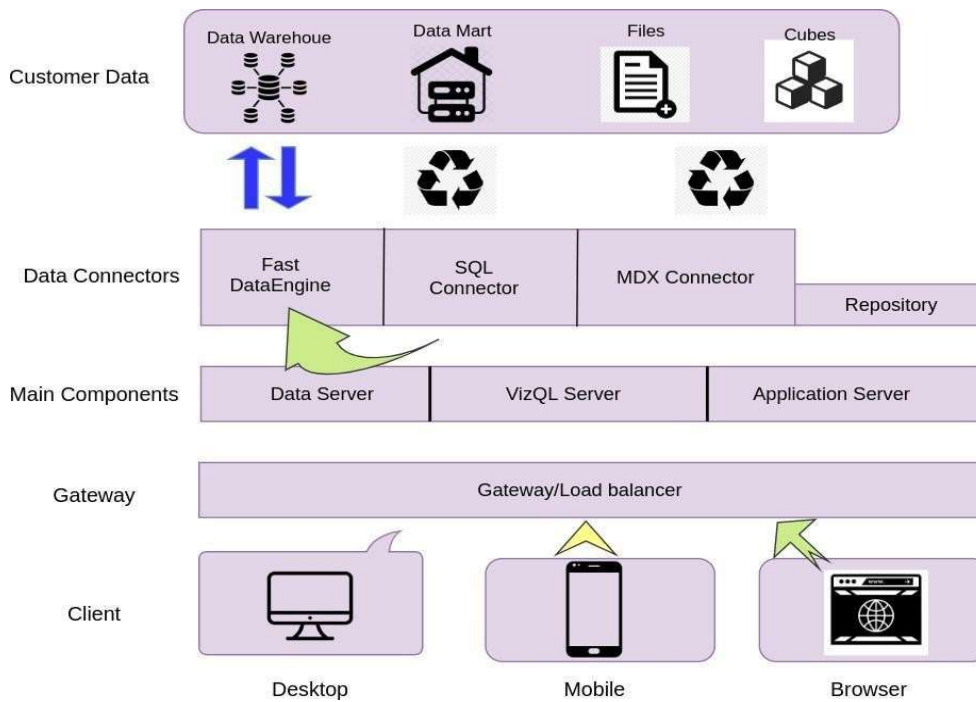 Data Warehoue
Data Mart
Files
Cubes
Customer Data
Data Connectors
Fast
DataEngine
SQL
Connector
MDX Connector
Repository
Main Components
Data Server
VizQL Server
Application Server
Gateway
Gateway/Load balancer
Client
www.
Desktop
Mobile
Browser